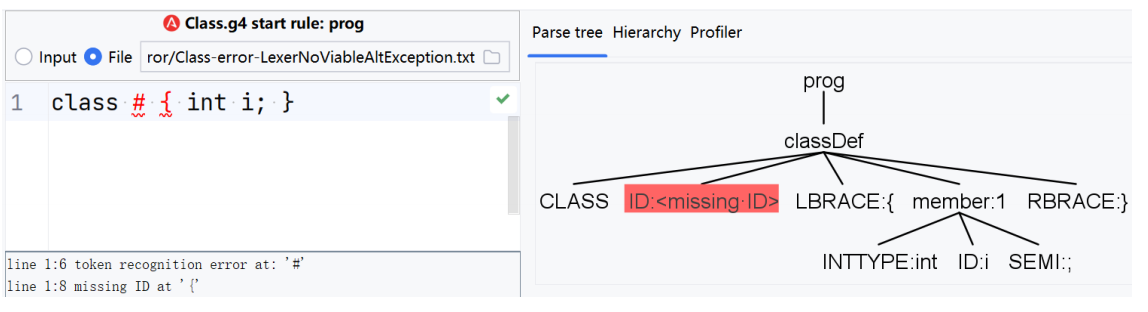 Class.g4 start rule: prog
Input File ror/Class-error-LexerNoViableAltException.txt
1 class # { int i; }
line 1:6 token recognition error at: '#'
line 1:8 missing ID at '{'
Parse tree Hierarchy Profiler
prog
classDef
CLASS ID:<missing·ID> LBRACE:{ member:1 RBRACE:}
INTTYPE:int ID:i SEMI:;